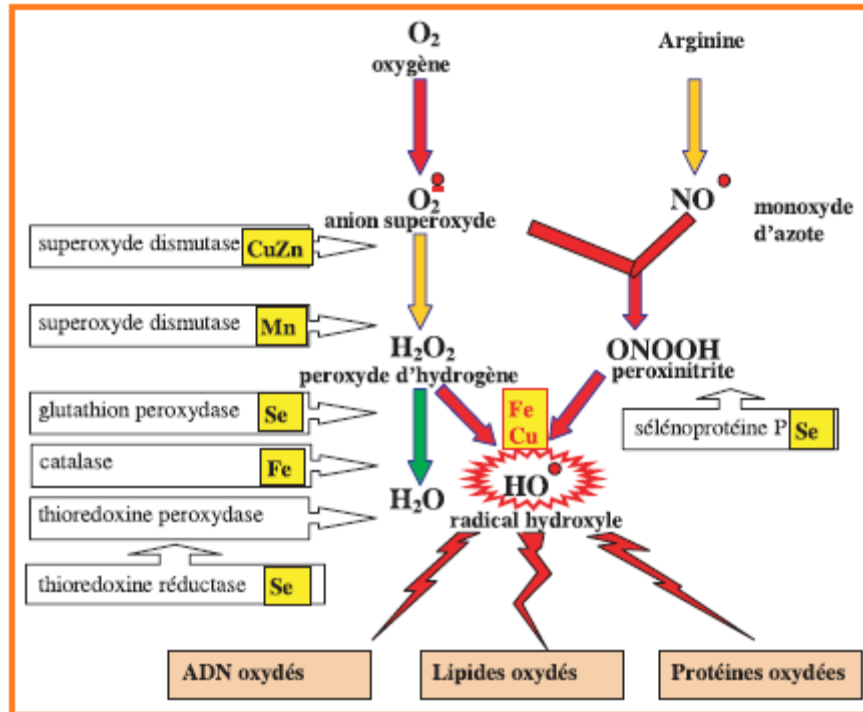 O₂
oxygène
Arginine
O₂•
anion superoxyde
NO•
monoxyde
d'azote
superoxyde dismutase CuZn
superoxyde dismutase Mn
H₂O₂
peroxyde d'hydrogène
ONOOH
peroxinitrite
glutathion peroxydase Se
Fe
Cu
sélénoprotéine P Se
catalase Fe
HO•
H₂O
thioredoxine peroxydase
radical hydroxyle
thioredoxine réductase Se
ADN oxydés
Lipides oxydés
Protéines oxydées